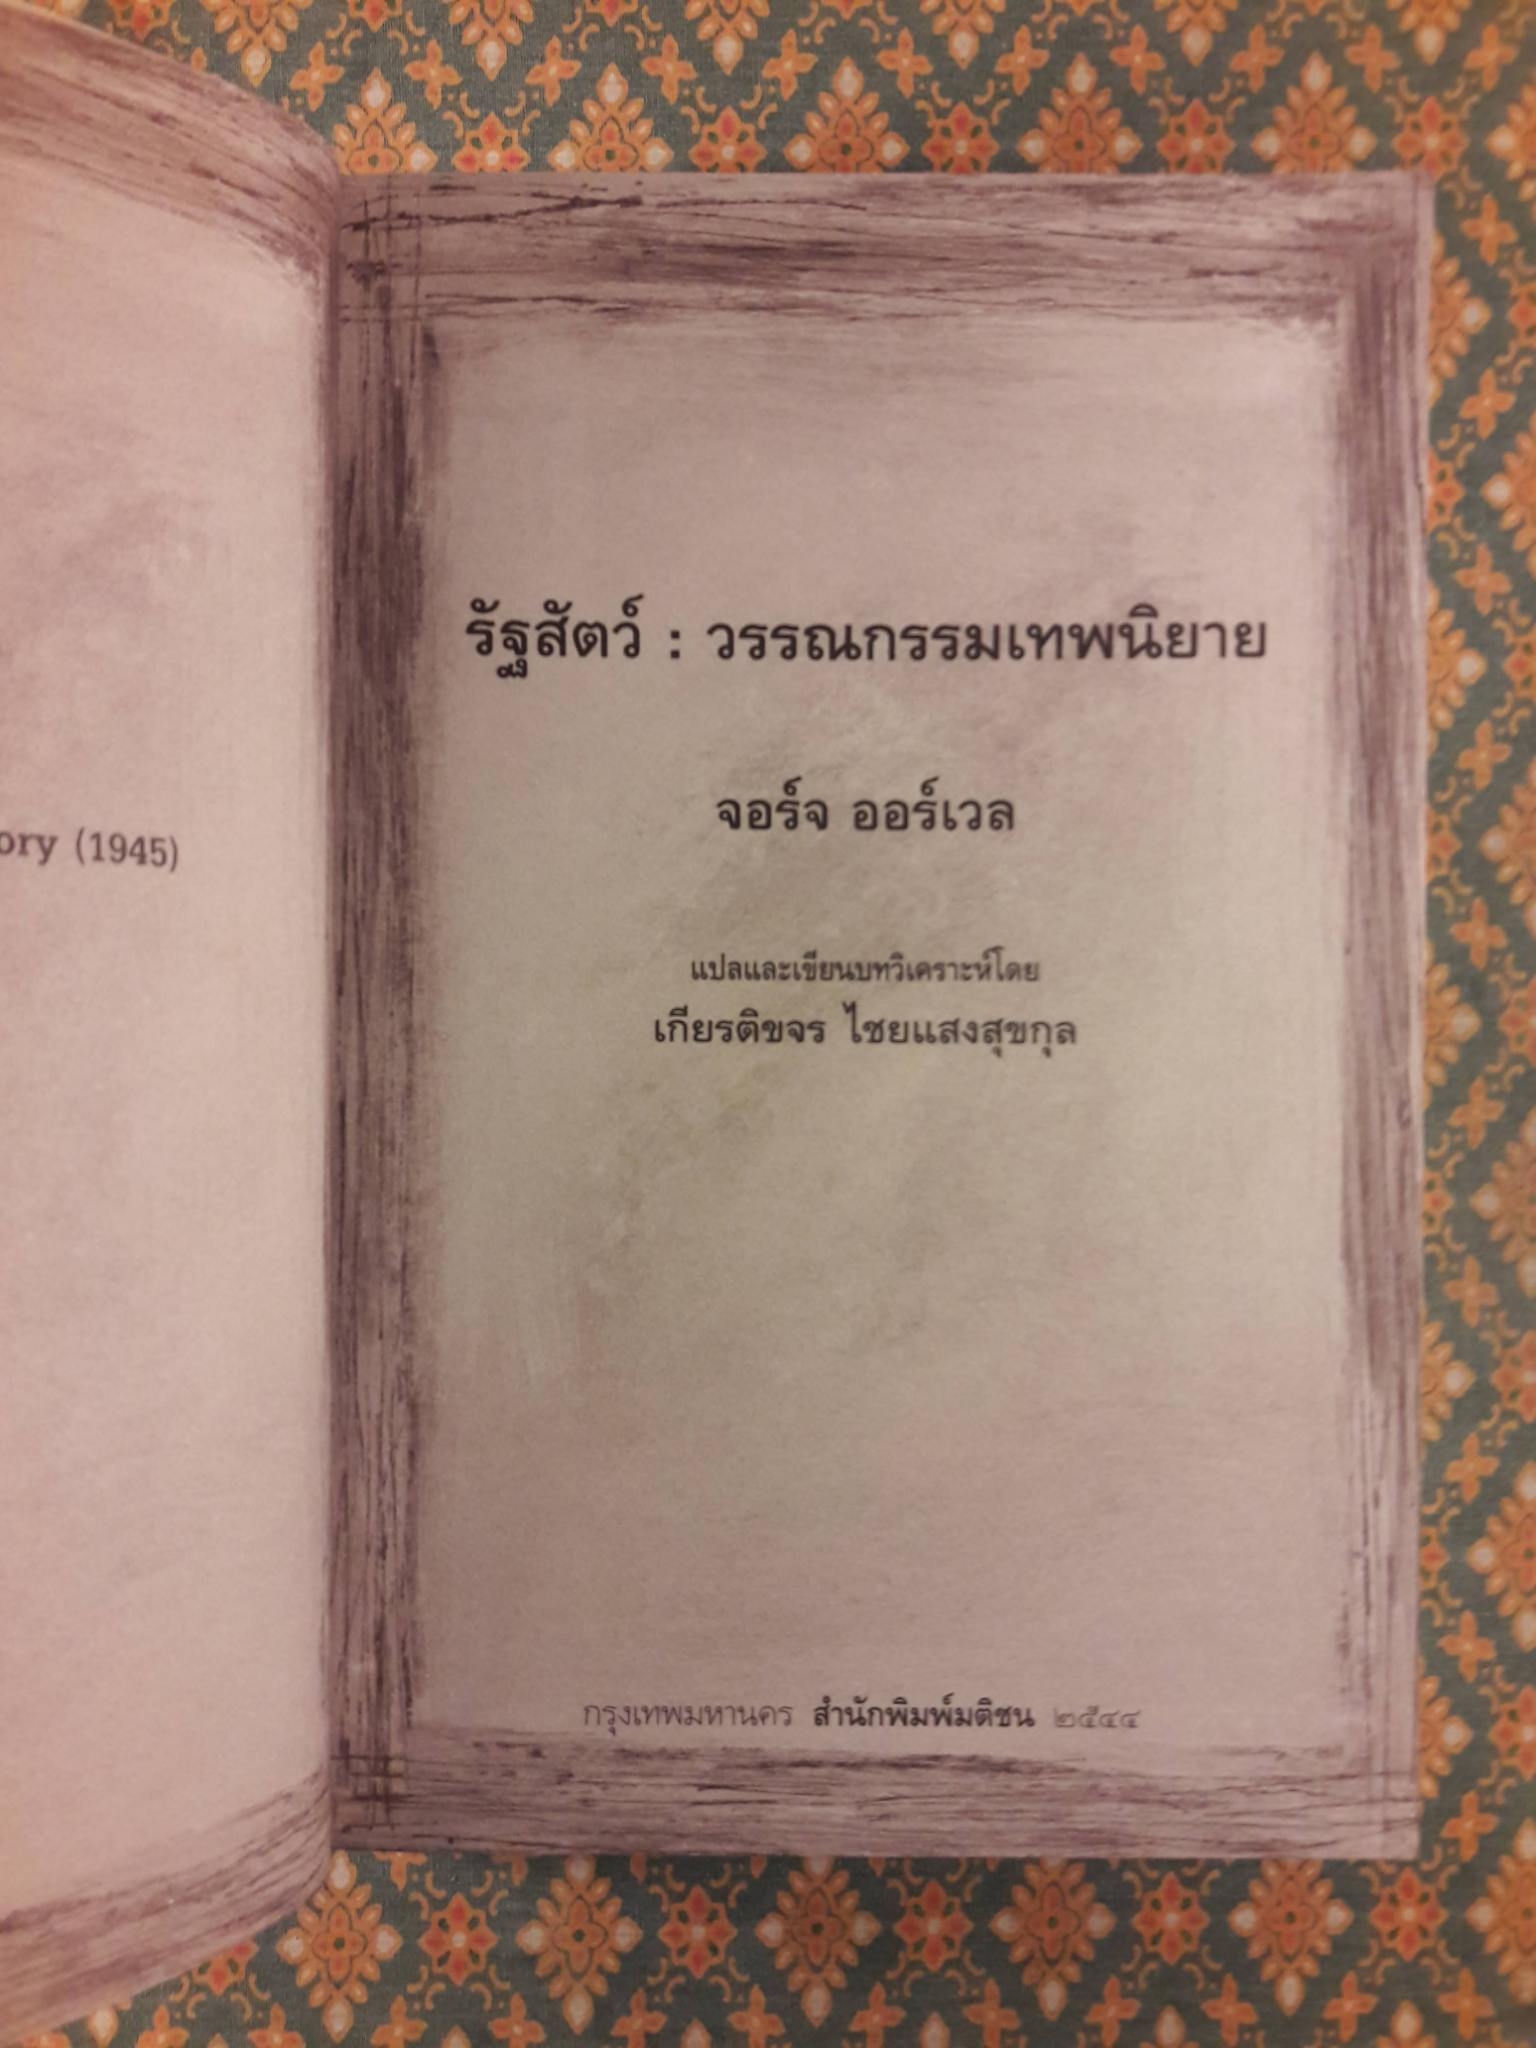 ory (1945)
รัฐสัตว์ : วรรณกรรมเทพนิยาย
จอร์จ ออร์เวล
แปลและเขียนบทวิเคราะห์โดย
เกียรติขจร ไชยแสงสุขกุล
กรุงเทพมหานคร สำนักพิมพ์มติชน ๒๕๔๔